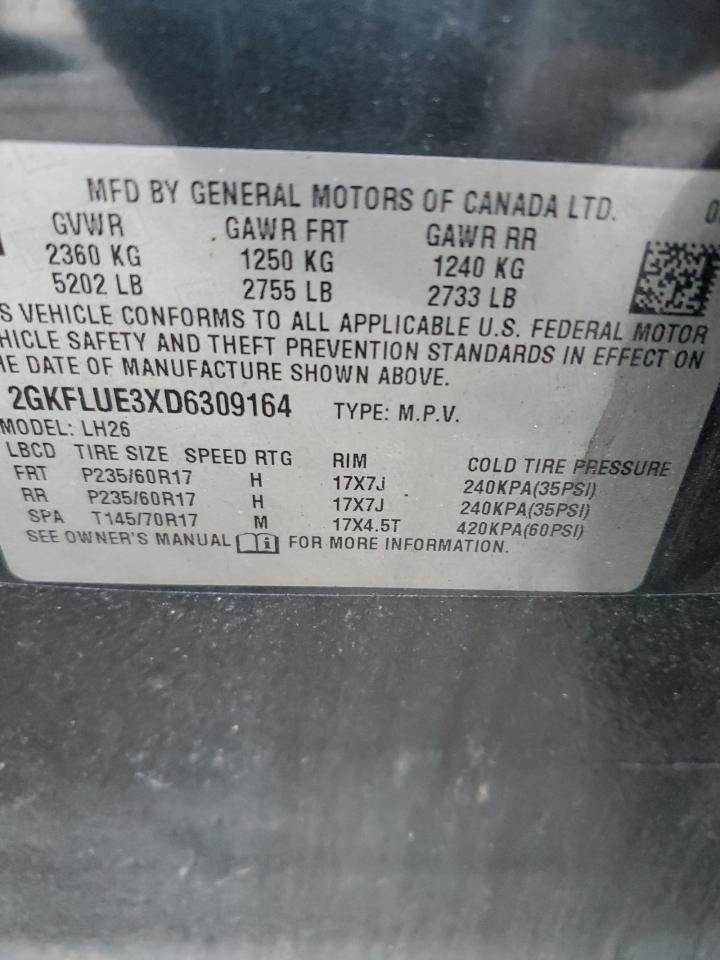 MFD BY GENERAL MOTORS OF CANADA LTD. 0
GVWR GAWR FRT GAWR RR
2360 KG 1250 KG 1240 KG
5202 LB 2755 LB 2733 LB
S VEHICLE CONFORMS TO ALL APPLICABLE U.S. FEDERAL MOTOR
HICLE SAFETY AND THEFT PREVENTION STANDARDS IN EFFECT ON
HE DATE OF MANUFACTURE SHOWN ABOVE.
2GKFLUE3XD6309164 TYPE: M.P.V.
MODEL: LH26
LBCD TIRE SIZE SPEED RTG RIM COLD TIRE PRESSURE
FRT P235/60R17 H 17X7J 240KPA(35PSI)
RR P235/60R17 H 17X7J 240KPA(35PSI)
SPA T145/70R17 M 17X4.5T 420KPA(60PSI)
SEE OWNER'S MANUAL FOR MORE INFORMATION.